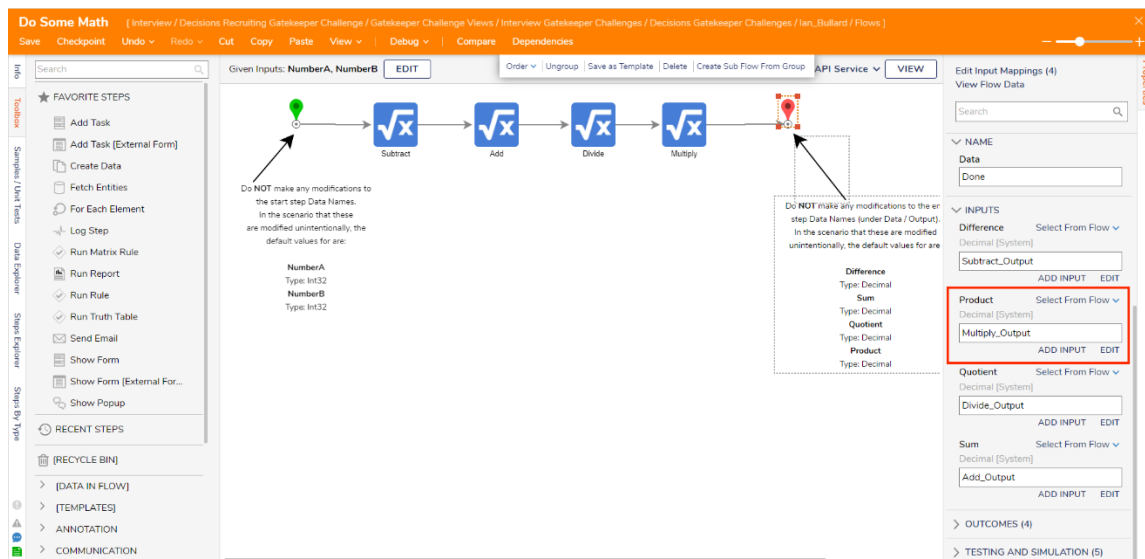 Do Some Math [ Interview / Decisions Recruiting Gatekeeper Challenge / Gatekeeper Challenge Views / Interview Gatekeeper Challenges / Decisions Gatekeeper Challenges / Ian_Bullard / Flows ]
Save Checkpoint Undo Redo Cut Copy Paste View Debug Compare Dependencies
Info
Toolbox
Samples / Unit Tests
Data Explorer
Steps Explorer
Steps By Type
Search
FAVORITE STEPS
Add Task
Add Task [External Form]
Create Data
Fetch Entities
For Each Element
Log Step
Run Matrix Rule
Run Report
Run Rule
Run Truth Table
Send Email
Show Form
Show Form [External For...
Show Popup
RECENT STEPS
[RECYCLE BIN]
[DATA IN FLOW]
[TEMPLATES]
ANNOTATION
COMMUNICATION
Given Inputs: NumberA, NumberB EDIT
Order Ungroup Save as Template Delete Create Sub Flow From Group
API Service VIEW
Subtract
Add
Divide
Multiply
Do NOT make any modifications to
the start step Data Names.
In the scenario that these
are modified unintentionally, the
default values for are:
NumberA
Type: Int32
NumberB
Type: Int32
Do NOT make any modifications to the er
step Data Names (under Data / Output).
In the scenario that these are modified
unintentionally, the default values for are
Difference
Type: Decimal
Sum
Type: Decimal
Quotient
Type: Decimal
Product
Type: Decimal
Edit Input Mappings (4)
View Flow Data
Search
NAME
Data
Done
INPUTS
Difference Select From Flow
Decimal [System]
Subtract_Output
ADD INPUT EDIT
Product Select From Flow
Decimal [System]
Multiply_Output
ADD INPUT EDIT
Quotient Select From Flow
Decimal [System]
Divide_Output
ADD INPUT EDIT
Sum Select From Flow
Decimal [System]
Add_Output
ADD INPUT EDIT
OUTCOMES (4)
TESTING AND SIMULATION (5)